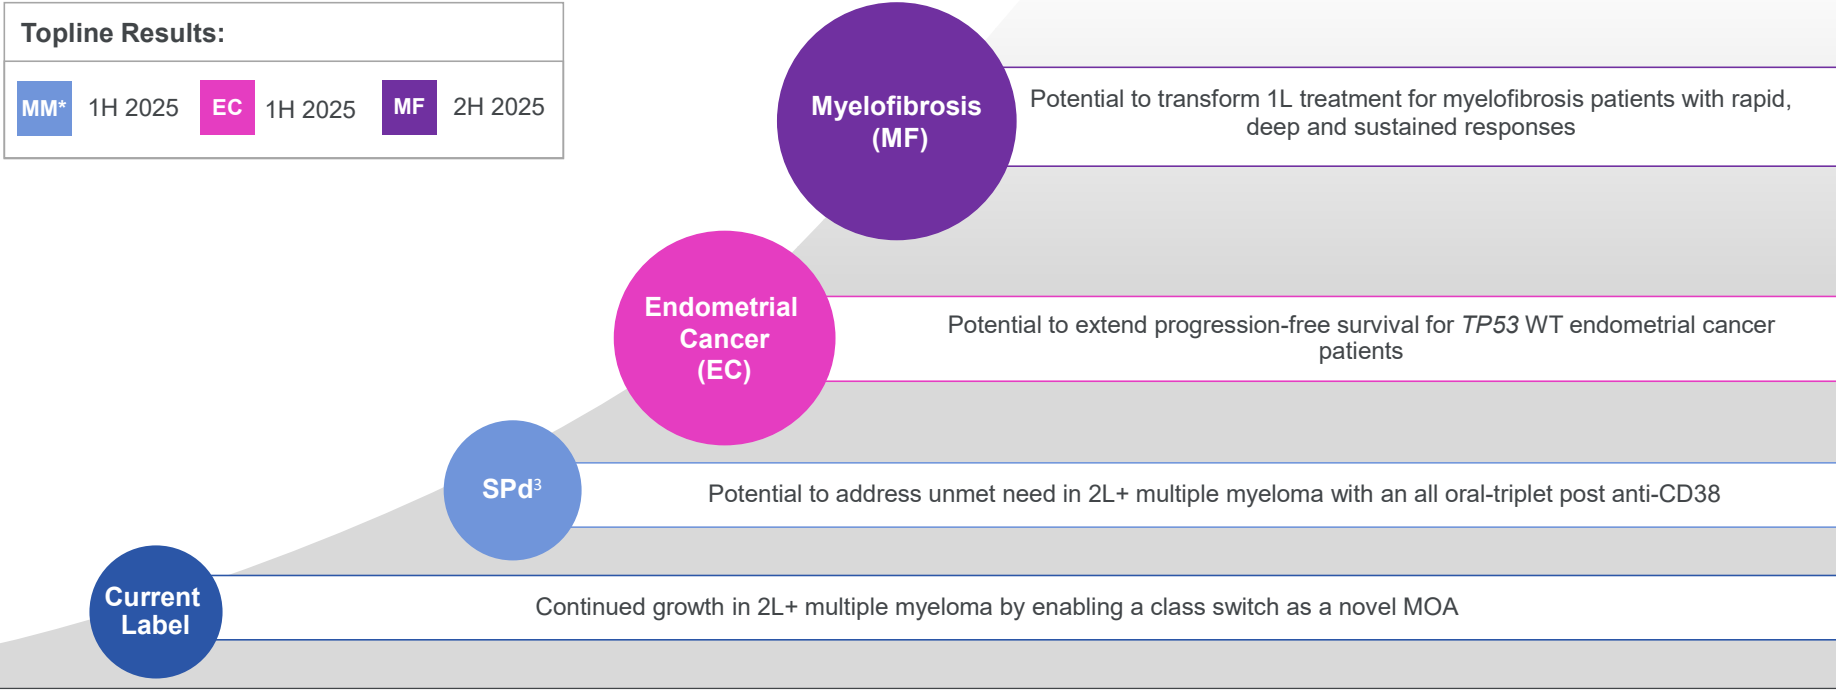 Topline Results:
MM* 1H 2025 EC 1H 2025 MF 2H 2025
Myelofibrosis
(MF)
Potential to transform 1L treatment for myelofibrosis patients with rapid,
deep and sustained responses
Endometrial
Cancer
(EC)
Potential to extend progression-free survival for TP53 WT endometrial cancer
patients
SPd³
Potential to address unmet need in 2L+ multiple myeloma with an all oral-triplet post anti-CD38
Current
Label
Continued growth in 2L+ multiple myeloma by enabling a class switch as a novel MOA